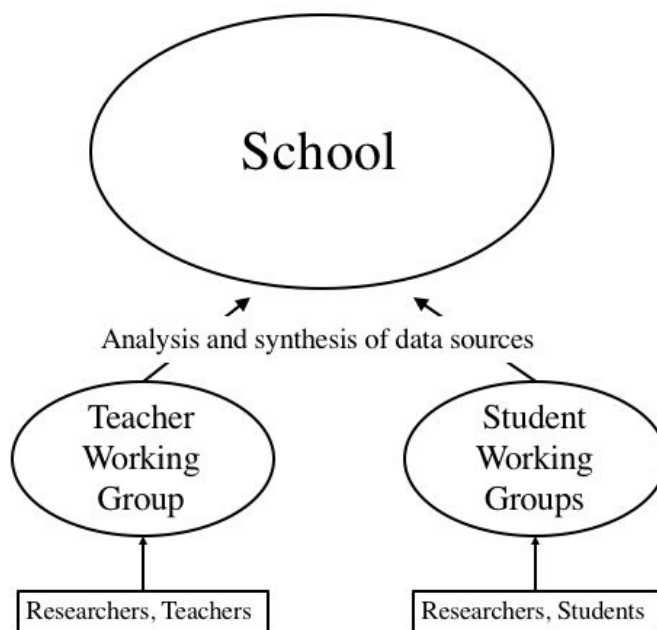 School
Analysis and synthesis of data sources
Teacher
Working
Group
Student
Working
Groups
Researchers, Teachers
Researchers, Students